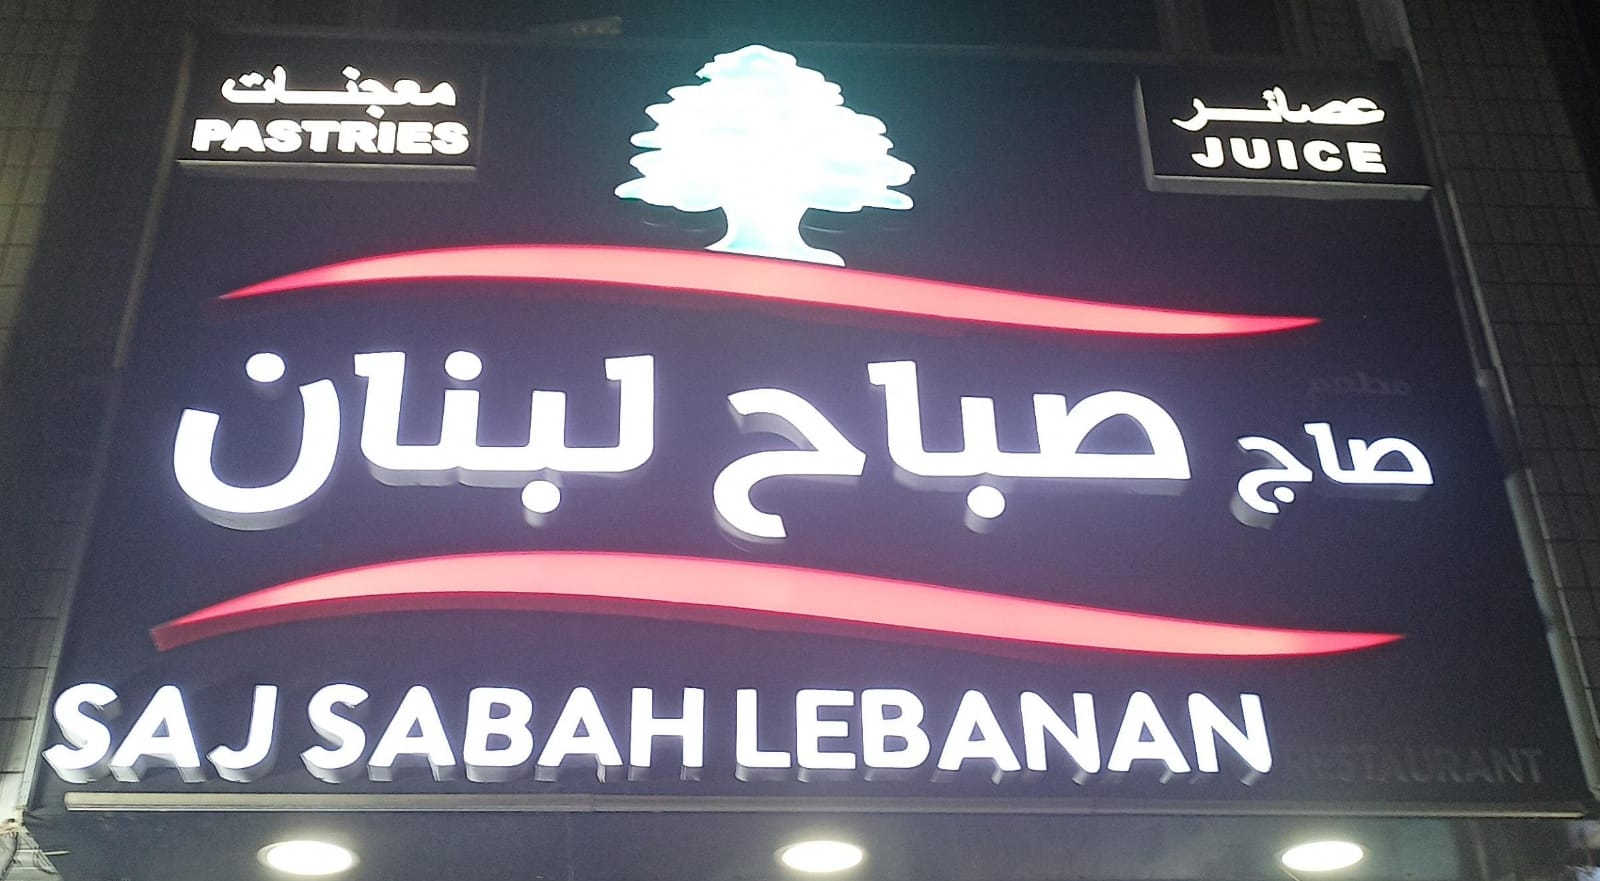 معجنات
PASTRIES
عصائر
JUICE
مطعم
صاج صباح لبنان
SAJ SABAH LEBANAN RESTAURANT